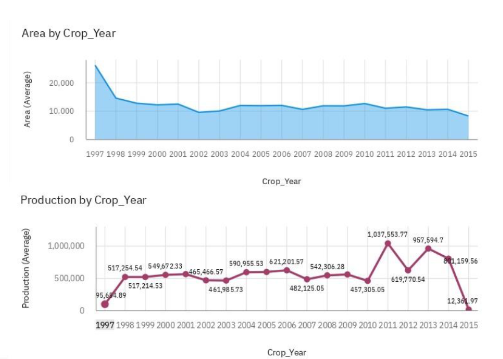 Area by Crop_Year
Area (Average)
20,000
10,000
0
1997 1998 1999 2000 2001 2002 2003 2004 2005 2006 2007 2008 2009 2010 2011 2012 2013 2014 2015
Crop_Year
Production by Crop_Year
Production (Average)
1,000,000
500,000
0
517,254.54
517,214.53
549,672.33
465,466.57
461,985.73
590,955.53
621,201.57
482,125.05
542,306.28
457,305.05
1,037,553.77
619,770.54
957,594.7
12,361.97
1997 1998 1999 2000 2001 2002 2003 2004 2005 2006 2007 2008 2009 2010 2011 2012 2013 2014 2015
Crop_Year